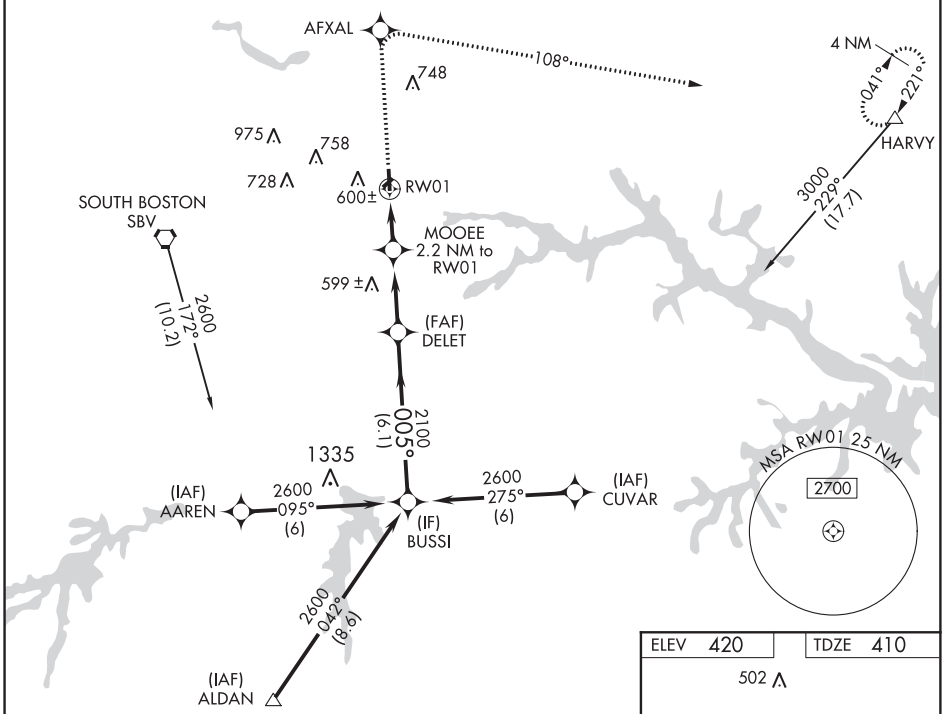 AFXAL
4 NM
108°
748
041°
221°
975
758
HARVY
728
600±
RW01
3000
229°
(17.7)
SOUTH BOSTON
SBV
MOOEE
2.2 NM to
RW01
599 ±
2600
172°
(10.2)
(FAF)
DELET
2100
005°
(6.1)
MSA RW01 25 NM
2700
1335
(IAF)
AAREN
2600
095°
(6)
2600
275°
(6)
(IAF)
CUVAR
(IF)
BUSSI
2600
042°
(8.6)
(IAF)
ALDAN
ELEV 420
TDZE 410
502